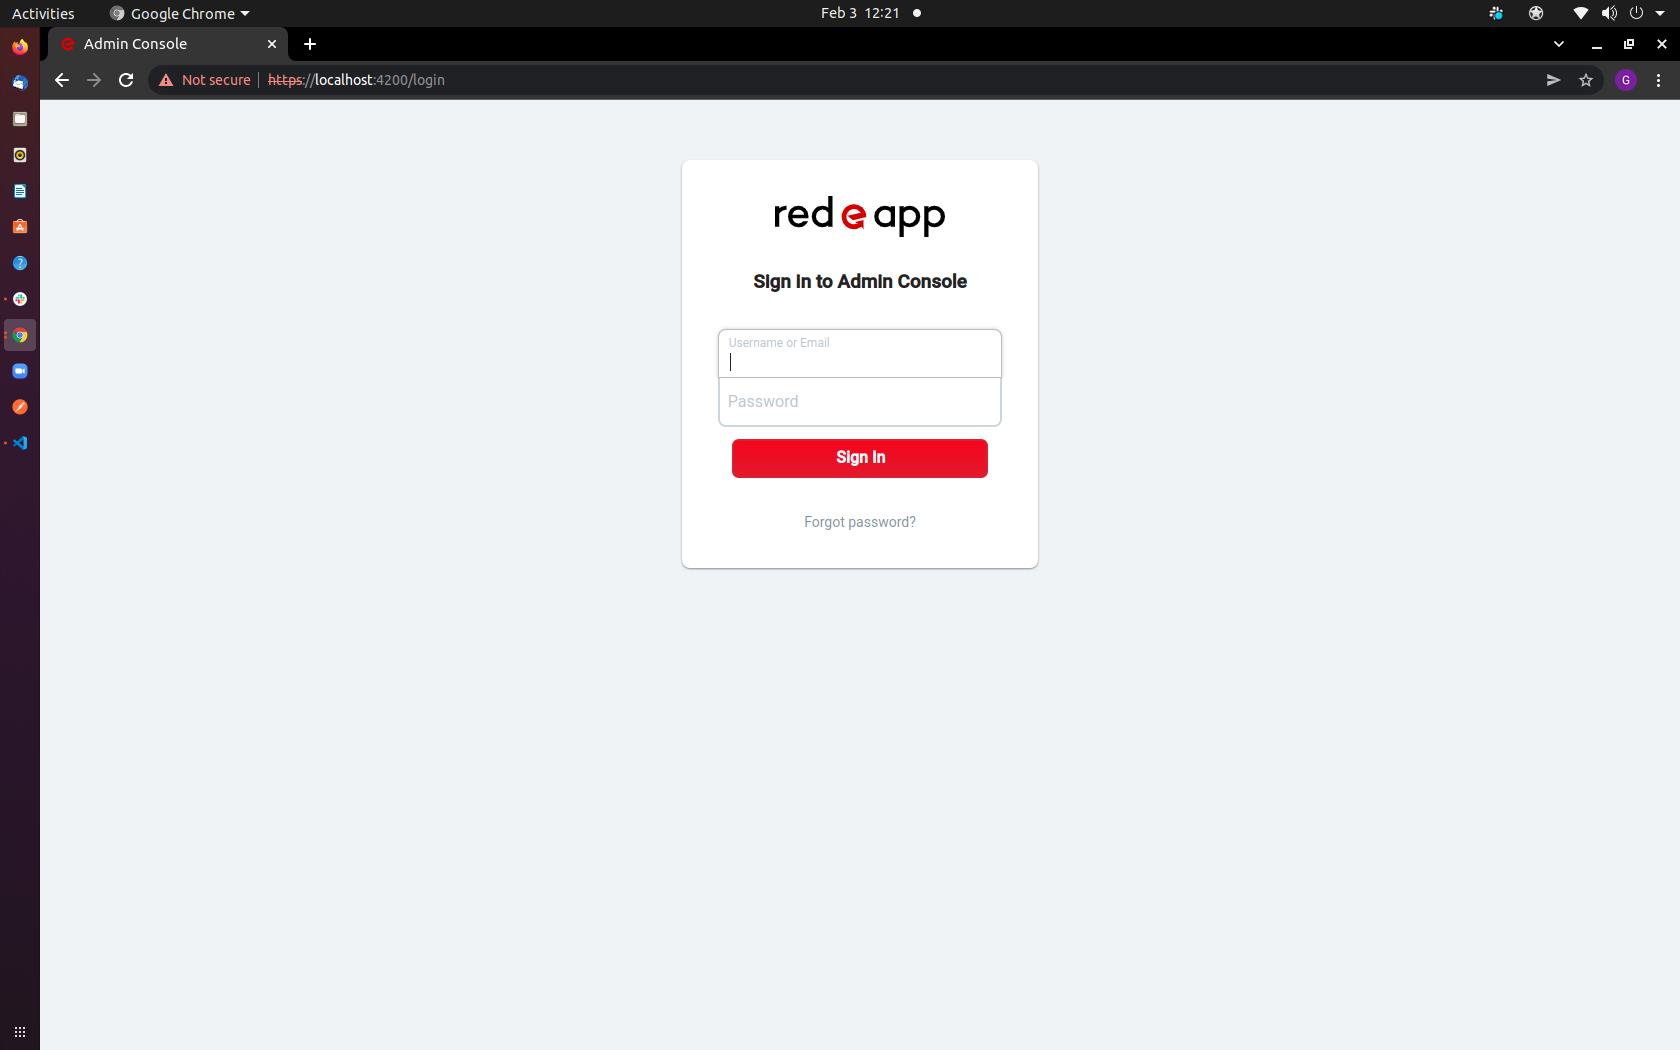 Activities
Google Chrome
Feb 3 12:21
Admin Console
Not secure
https://localhost:4200/login
G
red e app
Sign in to Admin Console
Username or Email
Password
Sign In
Forgot password?